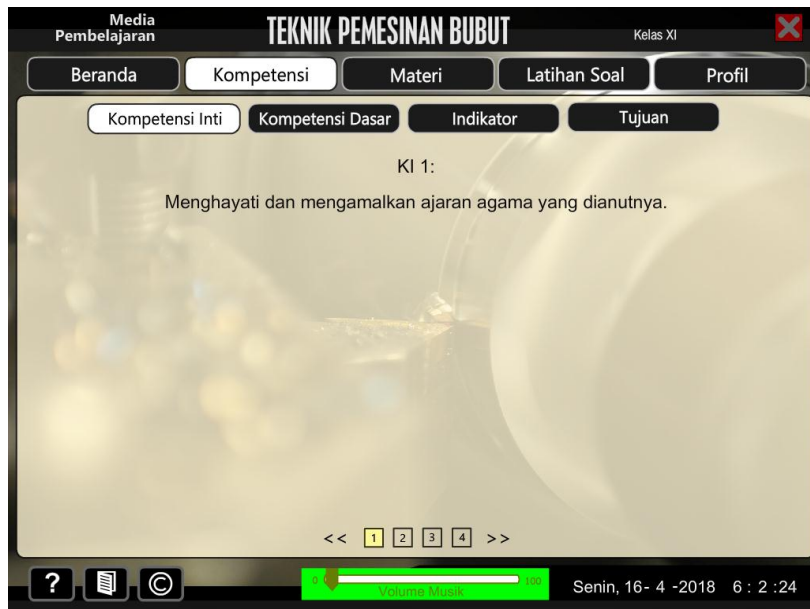 Media
Pembelajaran
TEKNIK PEMESINAN BUBUT
Kelas XI
Beranda
Kompetensi
Materi
Latihan Soal
Profil
Kompetensi Inti
Kompetensi Dasar
Indikator
Tujuan
KI 1:
Menghayati dan mengamalkan ajaran agama yang dianutnya.
<< 1 2 3 4 >>
? ©
0 100
Volume Musik
Senin, 16- 4 -2018 6 : 2 :24